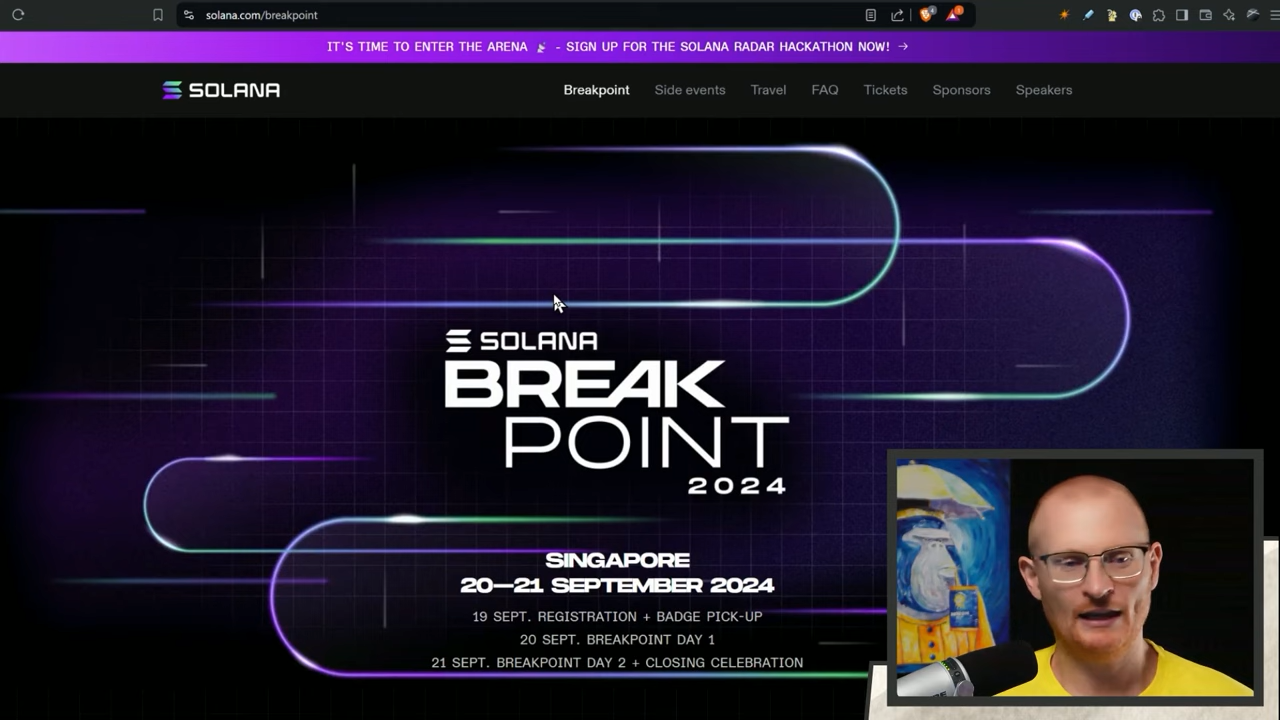 solana.com/breakpoint
IT'S TIME TO ENTER THE ARENA 📡 - SIGN UP FOR THE SOLANA RADAR HACKATHON NOW! →
SOLANA
Breakpoint Side events Travel FAQ Tickets Sponsors Speakers
SOLANA
BREAK
POINT
2024
SINGAPORE
20—21 SEPTEMBER 2024
19 SEPT. REGISTRATION + BADGE PICK-UP
20 SEPT. BREAKPOINT DAY 1
21 SEPT. BREAKPOINT DAY 2 + CLOSING CELEBRATION